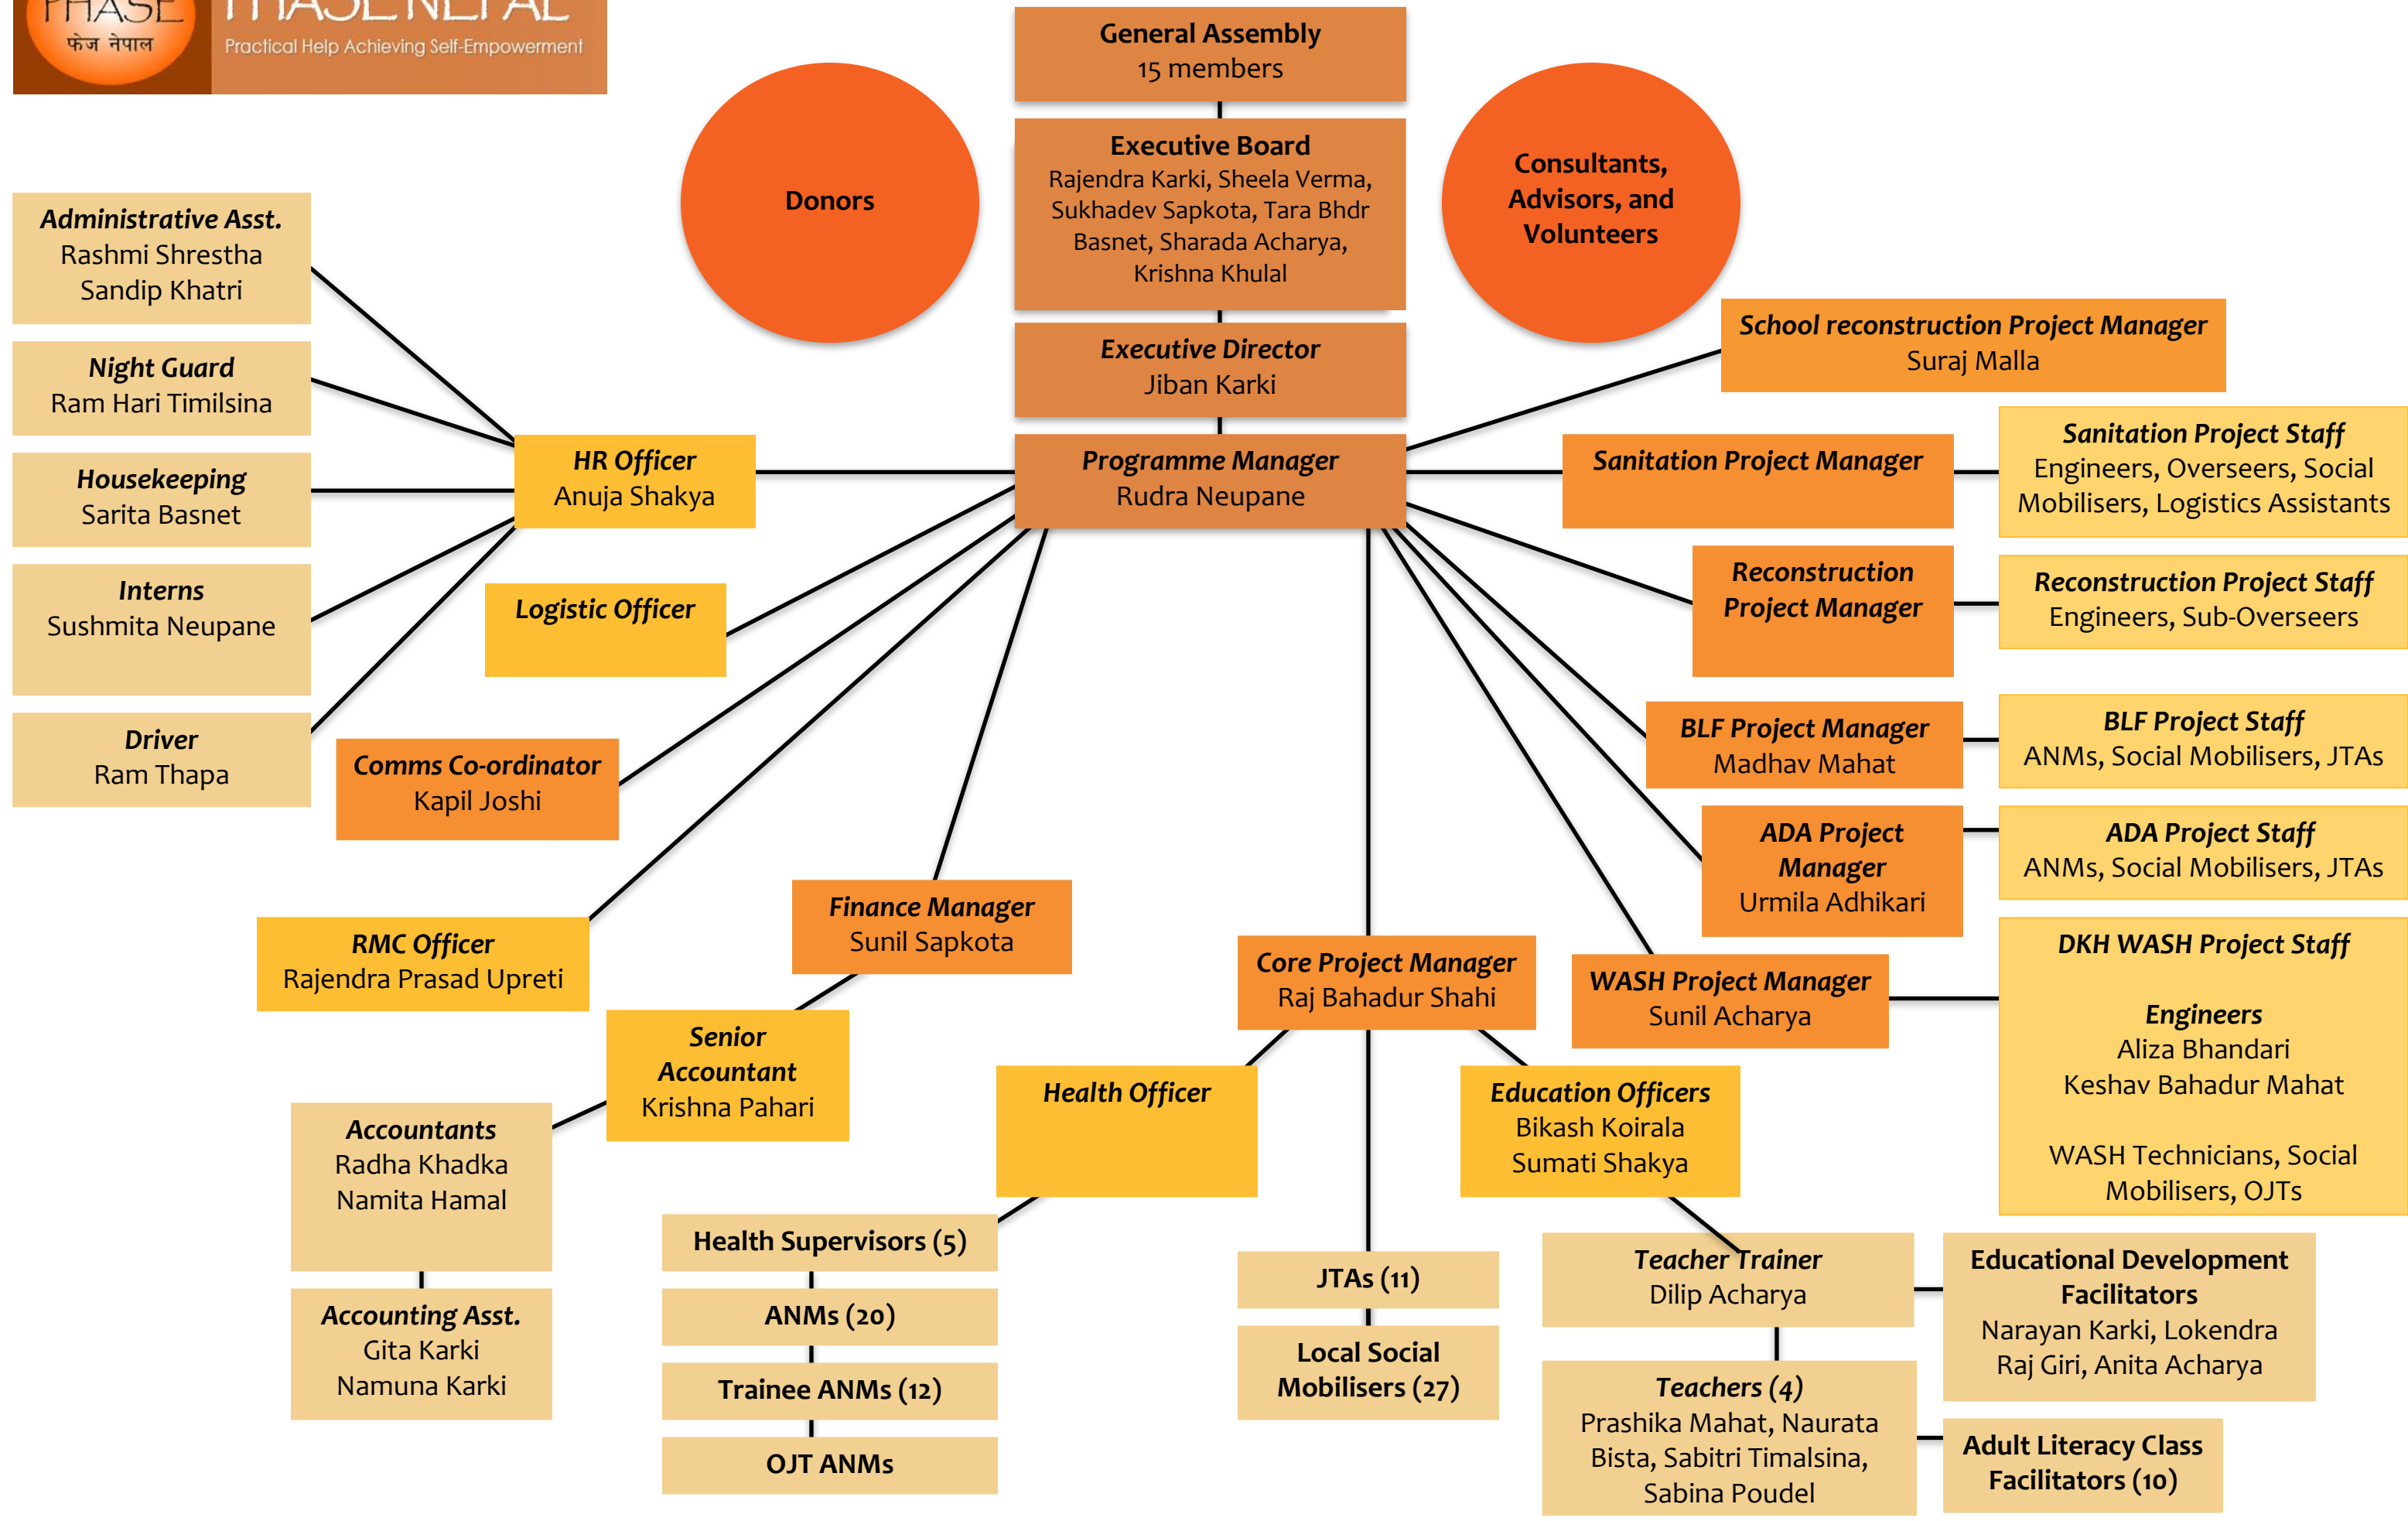 PHASE
फेज नेपाल
PHASE NEPAL
Practical Help Achieving Self-Empowerment
General Assembly
15 members
Executive Board
Rajendra Karki, Sheela Verma,
Sukhadev Sapkota, Tara Bhdr
Basnet, Sharada Acharya,
Krishna Khulal
Donors
Consultants,
Advisors, and
Volunteers
Executive Director
Jiban Karki
Programme Manager
Rudra Neupane
Administrative Asst.
Rashmi Shrestha
Sandip Khatri
Night Guard
Ram Hari Timilsina
Housekeeping
Sarita Basnet
Interns
Sushmita Neupane
Driver
Ram Thapa
HR Officer
Anuja Shakya
Logistic Officer
Comms Co-ordinator
Kapil Joshi
RMC Officer
Rajendra Prasad Upreti
Finance Manager
Sunil Sapkota
Senior
Accountant
Krishna Pahari
Accountants
Radha Khadka
Namita Hamal
Accounting Asst.
Gita Karki
Namuna Karki
School reconstruction Project Manager
Suraj Malla
Sanitation Project Manager
Sanitation Project Staff
Engineers, Overseers, Social
Mobilisers, Logistics Assistants
Reconstruction
Project Manager
Reconstruction Project Staff
Engineers, Sub-Overseers
BLF Project Manager
Madhav Mahat
BLF Project Staff
ANMs, Social Mobilisers, JTAs
ADA Project
Manager
Urmila Adhikari
ADA Project Staff
ANMs, Social Mobilisers, JTAs
WASH Project Manager
Sunil Acharya
DKH WASH Project Staff
Engineers
Aliza Bhandari
Keshav Bahadur Mahat
WASH Technicians, Social
Mobilisers, OJTs
Core Project Manager
Raj Bahadur Shahi
Health Officer
Health Supervisors (5)
ANMs (20)
Trainee ANMs (12)
OJT ANMs
JTAs (11)
Local Social
Mobilisers (27)
Education Officers
Bikash Koirala
Sumati Shakya
Teacher Trainer
Dilip Acharya
Educational Development
Facilitators
Narayan Karki, Lokendra
Raj Giri, Anita Acharya
Teachers (4)
Prashika Mahat, Naurata
Bista, Sabitri Timalsina,
Sabina Poudel
Adult Literacy Class
Facilitators (10)